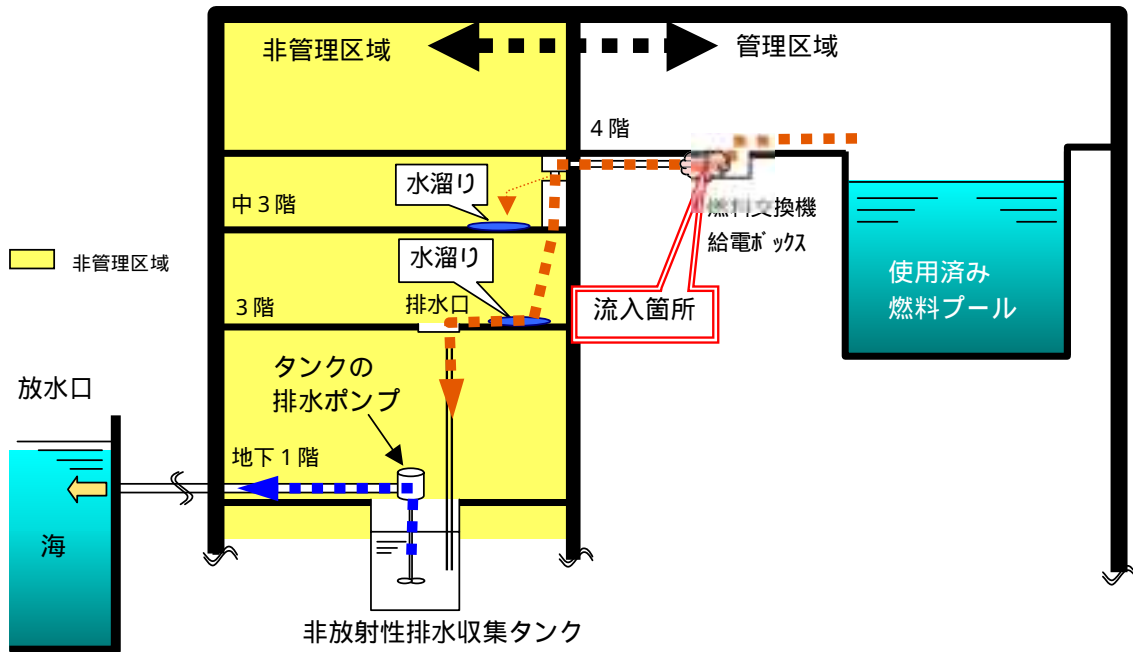 非管理区域
管理区域
4階
水溜り
中3階
燃料交換機
給電ボックス
非管理区域
水溜り
使用済み
燃料プール
3階
排水口
流入箇所
タンクの
排水ポンプ
放水口
地下1階
海
非放射性排水収集タンク